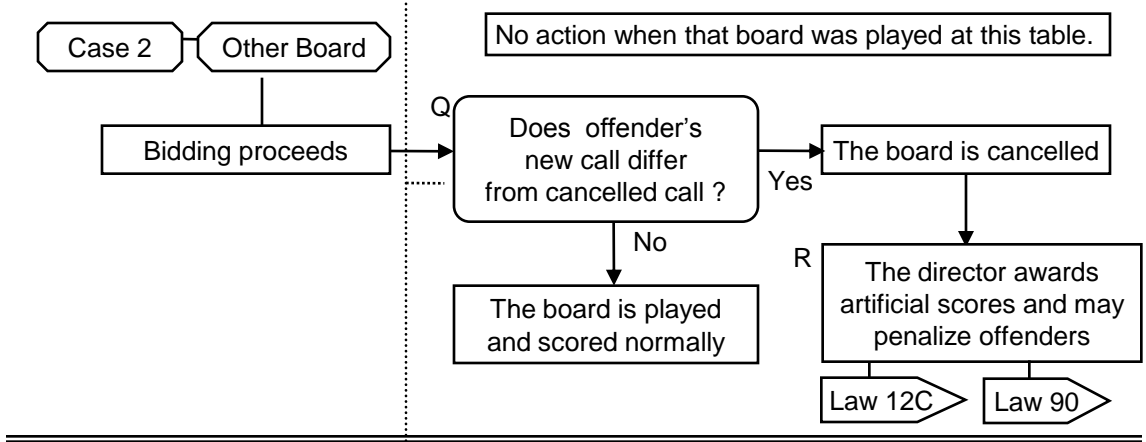 Case 2
Other Board
No action when that board was played at this table.
Bidding proceeds
Q
Does offender's
new call differ
from cancelled call ?
Yes
The board is cancelled
No
The board is played
and scored normally
R
The director awards
artificial scores and may
penalize offenders
Law 12C
Law 90